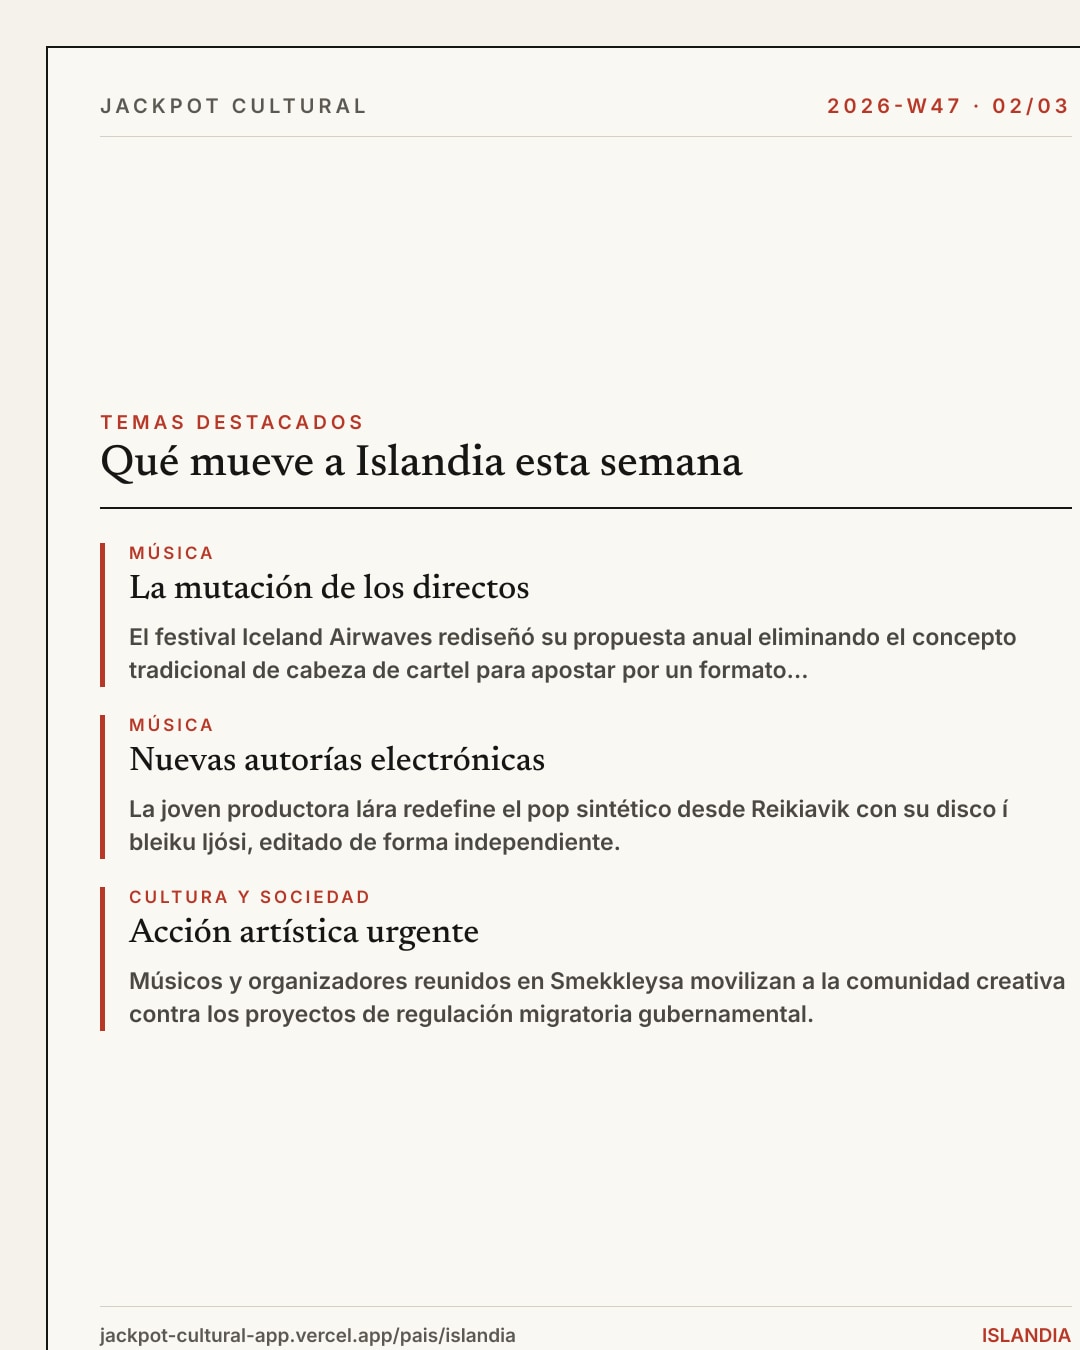 JACKPOT CULTURAL
2026-W47 · 02/03
TEMAS DESTACADOS
Qué mueve a Islandia esta semana
MÚSICA
La mutación de los directos
El festival Iceland Airwaves rediseñó su propuesta anual eliminando el concepto
tradicional de cabeza de cartel para apostar por un formato...
MÚSICA
Nuevas autorías electrónicas
La joven productora lára redefine el pop sintético desde Reikiavik con su disco í
bleiku ljósi, editado de forma independiente.
CULTURA Y SOCIEDAD
Acción artística urgente
Músicos y organizadores reunidos en Smekkleysa movilizan a la comunidad creativa
contra los proyectos de regulación migratoria gubernamental.
jackpot-cultural-app.vercel.app/pais/islandia
ISLANDIA